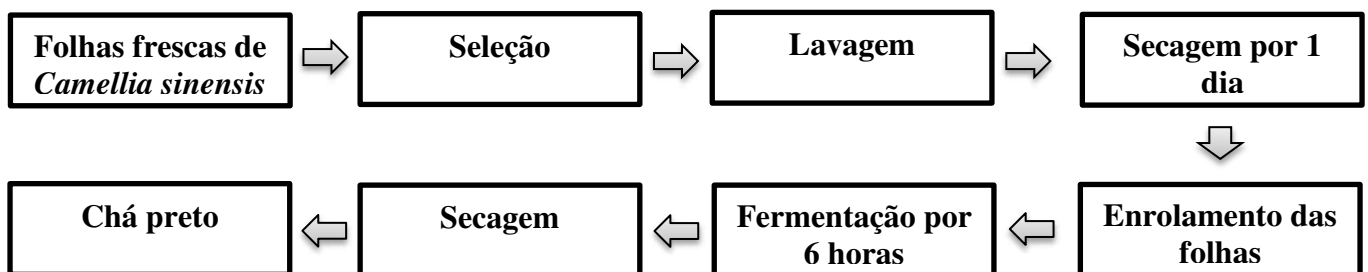 Folhas frescas de
Camellia sinensis
Seleção
Lavagem
Secagem por 1
dia
Enrolamento das
folhas
Fermentação por
6 horas
Secagem
Chá preto